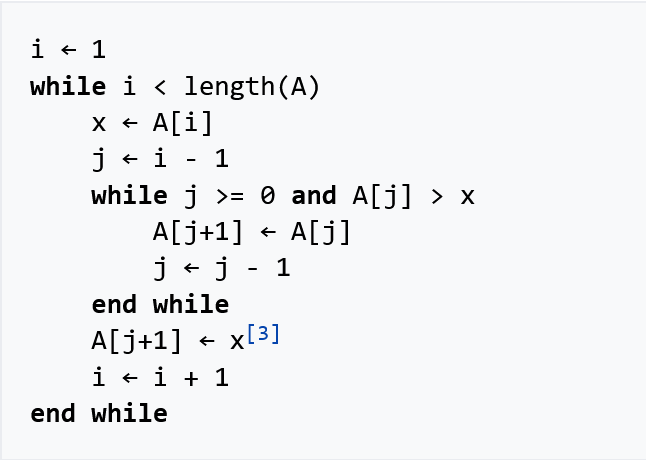 i ← 1
while i < length(A)
    x ← A[i]
    j ← i - 1
    while j >= 0 and A[j] > x
        A[j+1] ← A[j]
        j ← j - 1
    end while
    A[j+1] ← x[3]
    i ← i + 1
end while